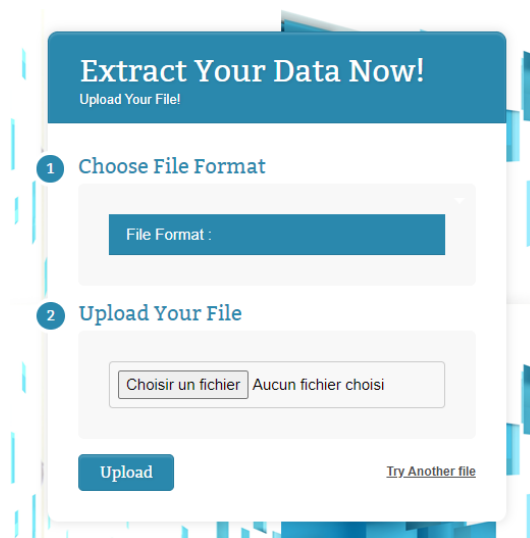 Extract Your Data Now!
Upload Your File!
1 Choose File Format
File Format :
2 Upload Your File
Choisir un fichier Aucun fichier choisi
Upload Try Another file